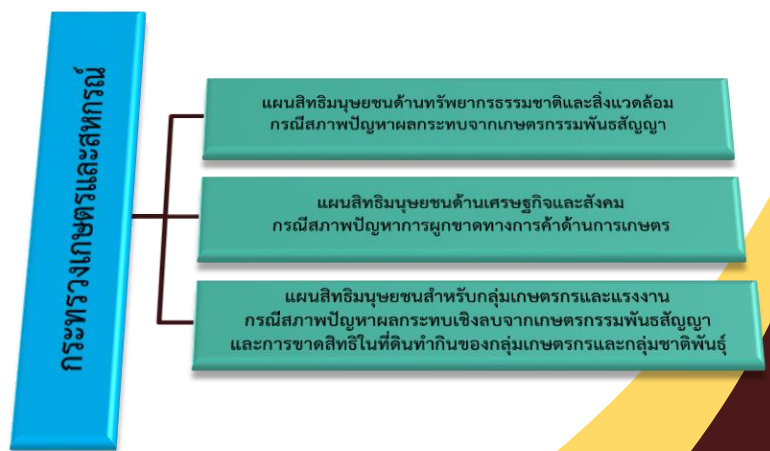 กระทรวงเกษตรและสหกรณ์
แผนสิทธิมนุษยชนด้านทรัพยากรธรรมชาติและสิ่งแวดล้อม
กรณีสภาพปัญหาผลกระทบจากเกษตรกรรมพันธสัญญา
แผนสิทธิมนุษยชนด้านเศรษฐกิจและสังคม
กรณีสภาพปัญหาการผูกขาดทางการค้าด้านการเกษตร
แผนสิทธิมนุษยชนสำหรับกลุ่มเกษตรกรและแรงงาน
กรณีสภาพปัญหาผลกระทบเชิงลบจากเกษตรกรรมพันธสัญญา
และการขาดสิทธิในที่ดินทำกินของกลุ่มเกษตรกรและกลุ่มชาติพันธุ์